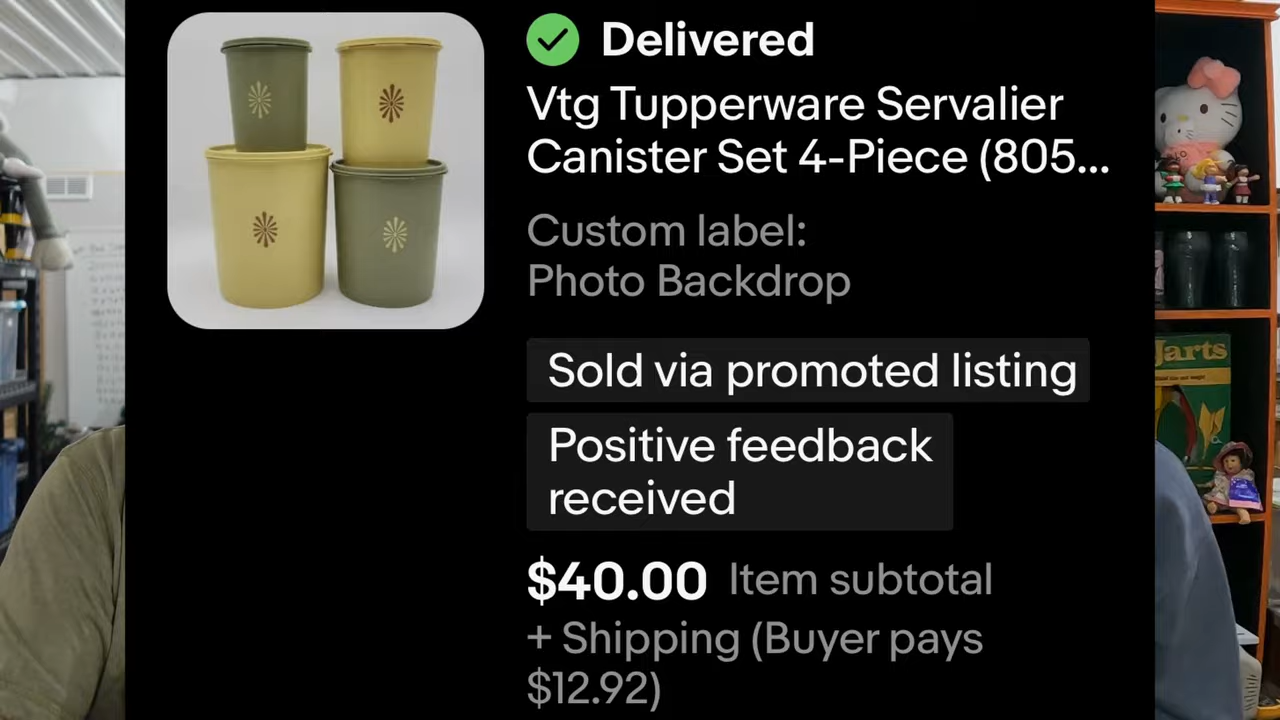 Delivered
Vtg Tupperware Servalier
Canister Set 4-Piece (805...
Custom label:
Photo Backdrop
Sold via promoted listing
Positive feedback
received
$40.00 Item subtotal
+ Shipping (Buyer pays
$12.92)
Jarts